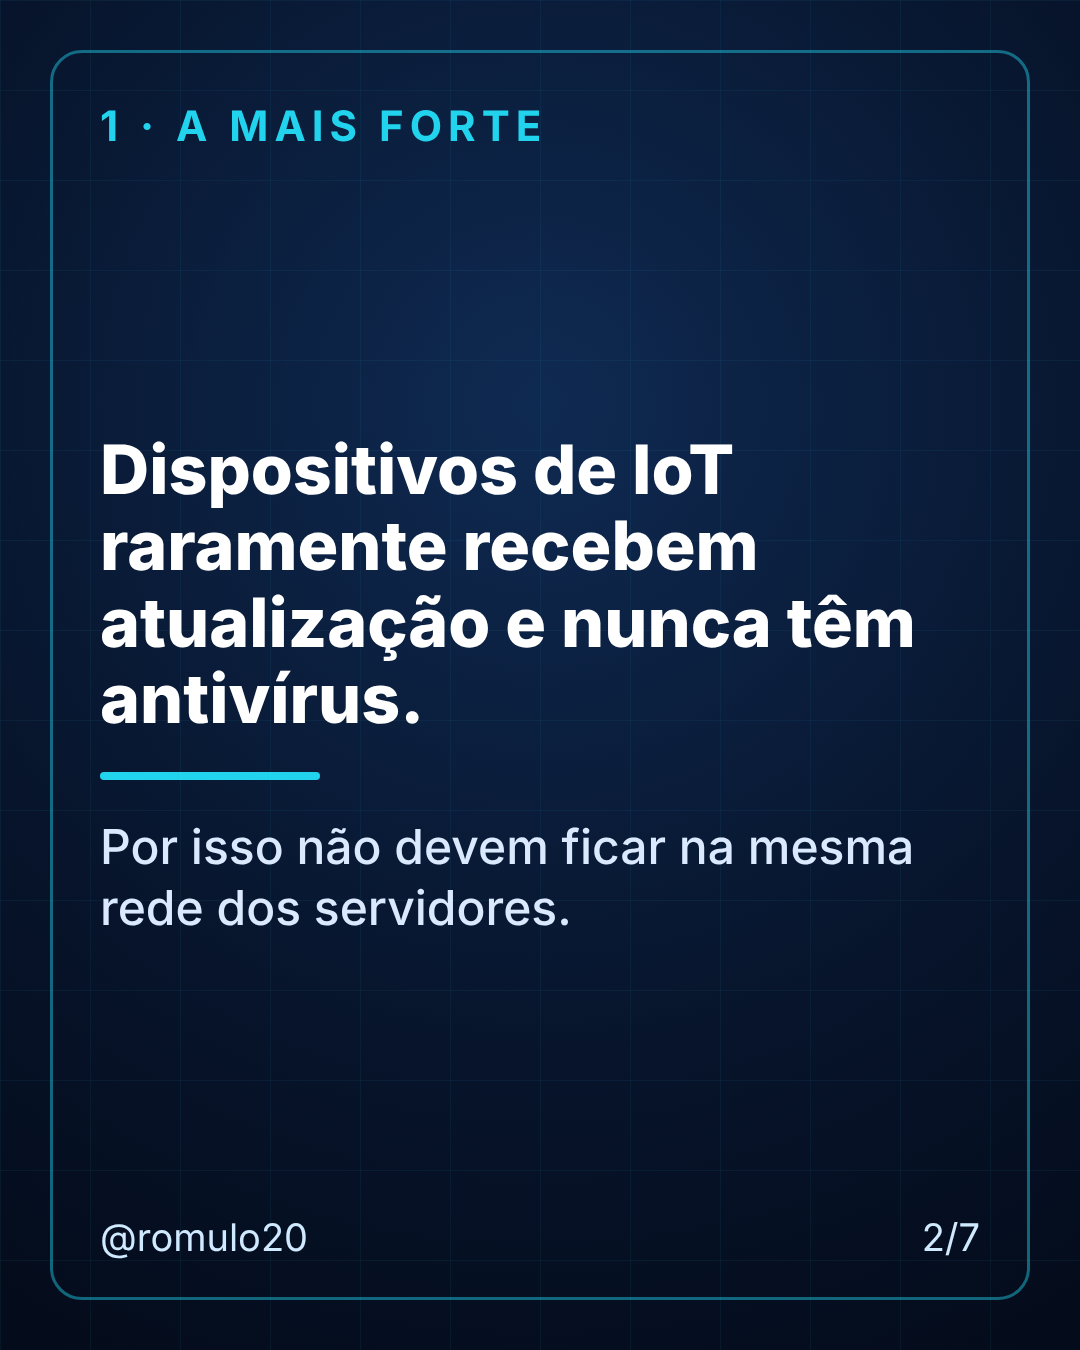 1 · A MAIS FORTE
Dispositivos de IoT
raramente recebem
atualização e nunca têm
antivírus.
Por isso não devem ficar na mesma
rede dos servidores.
@romulo20
2/7